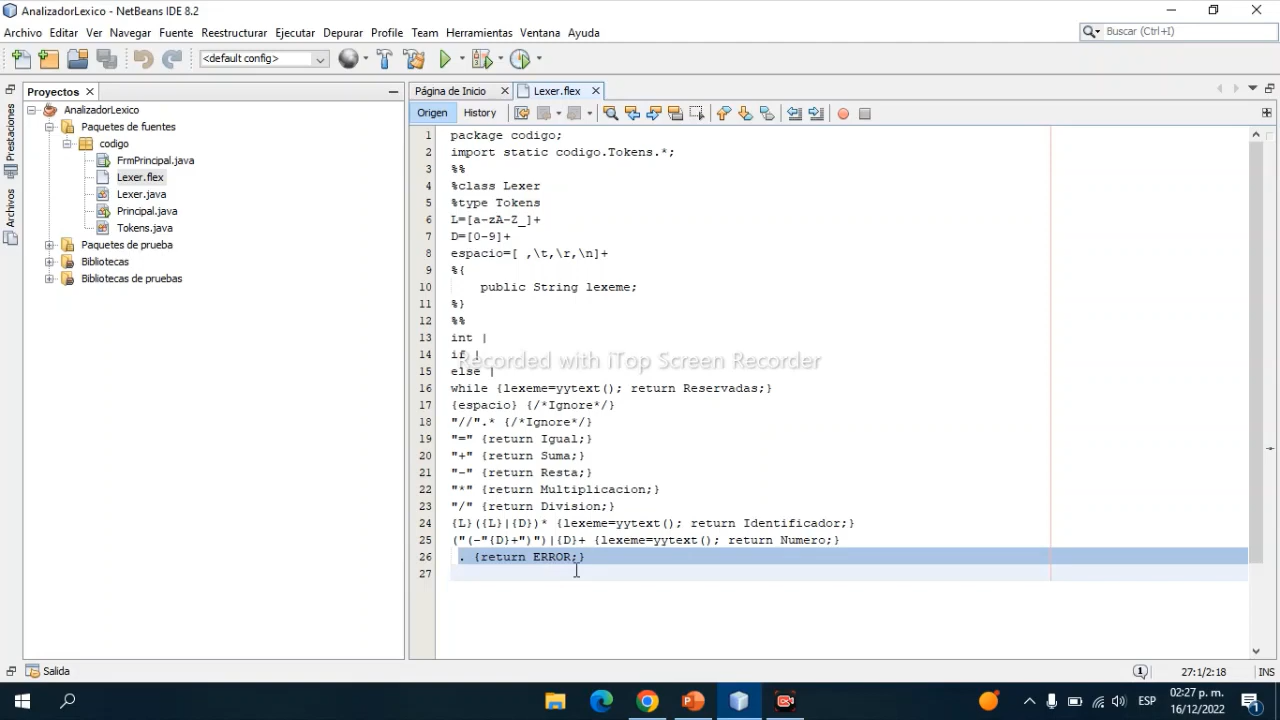 AnalizadorLexico - NetBeans IDE 8.2
Archivo Editar Ver Navegar Fuente Reestructurar Ejecutar Depurar Profile Team Herramientas Ventana Ayuda
Buscar (Ctrl+I)
<default config>
Proyectos
Página de Inicio
Lexer.flex
Prestaciones
Archivos
AnalizadorLexico
Paquetes de fuentes
codigo
FrmPrincipal.java
Lexer.flex
Lexer.java
Principal.java
Tokens.java
Paquetes de prueba
Bibliotecas
Bibliotecas de pruebas
Origen History
1 package codigo;
2 import static codigo.Tokens.*;
3 %%
4 %class Lexer
5 %type Tokens
6 L=[a-zA-Z_]+
7 D=[0-9]+
8 espacio=[ ,\t,\r,\n]+
9 %{
10 public String lexeme;
11 %}
12 %%
13 int |
14 if |
15 else |
16 while {lexeme=yytext(); return Reservadas;}
17 {espacio} {/*Ignore*/}
18 "//".* {/*Ignore*/}
19 "=" {return Igual;}
20 "+" {return Suma;}
21 "-" {return Resta;}
22 "*" {return Multiplicacion;}
23 "/" {return Division;}
24 {L}({L}|{D})* {lexeme=yytext(); return Identificador;}
25 ("(-"{D}+")")|{D}+ {lexeme=yytext(); return Numero;}
26 . {return ERROR;}
27
Recorded with iTop Screen Recorder
Salida
1
27:1/2:18
INS
ESP
02:27 p. m.
16/12/2022
1